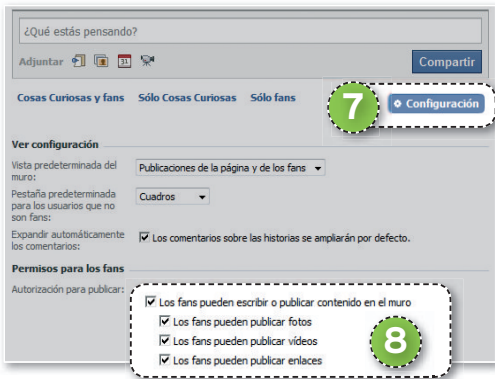 ¿Qué estás pensando?
Adjuntar 31 Compartir
Cosas Curiosas y fans Sólo Cosas Curiosas Sólo fans 7 Configuración
Ver configuración
Vista predeterminada del
muro: Publicaciones de la página y de los fans
Pestaña predeterminada
para los usuarios que no
son fans: Cuadros
Expandir automáticamente
los comentarios: Los comentarios sobre las historias se ampliarán por defecto.
Permisos para los fans
Autorización para publicar: Los fans pueden escribir o publicar contenido en el muro
Los fans pueden publicar fotos
Los fans pueden publicar vídeos
Los fans pueden publicar enlaces
8